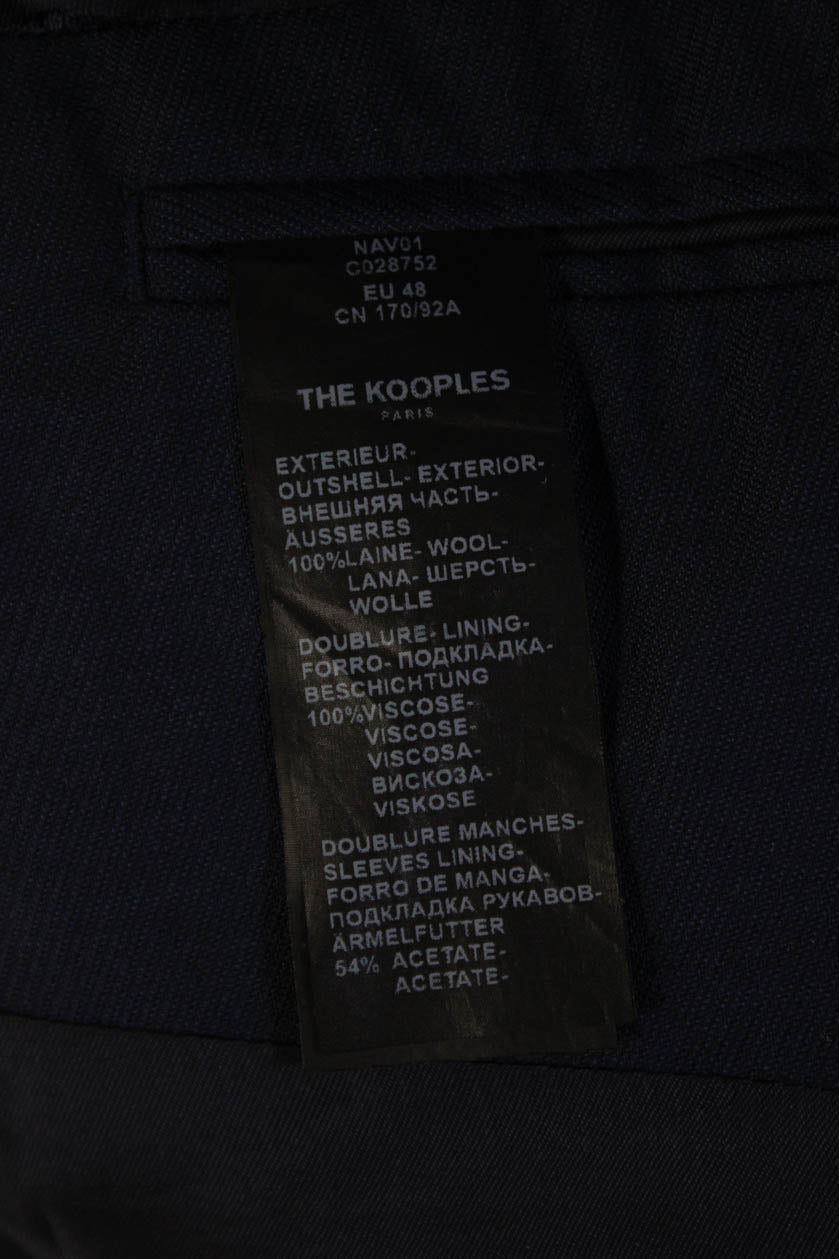 NAV01
C028752
EU 48
CN 170/92A
THE KOOPLES
PARIS
EXTERIEUR-
OUTSHELL- EXTERIOR-
ВНЕШНЯЯ ЧАСТЬ-
ÄUSSERES
100%LAINE- WOOL-
LANA- ШЕРСТЬ-
WOLLE
DOUBLURE- LINING-
FORRO- ПОДКЛАДКА-
BESCHICHTUNG
100%VISCOSE-
VISCOSE-
VISCOSA-
ВИСКОЗА-
VISKOSE
DOUBLURE MANCHES-
SLEEVES LINING-
FORRO DE MANGA-
ПОДКЛАДКА РУКАВОВ-
ÄRMELFUTTER
54% ACETATE-
ACETATE-